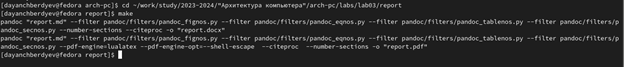 [dayanchberdyev@fedora arch-pc]$ cd ~/work/study/2023-2024/"Архитектура компьютера"/arch-pc/labs/lab03/report
[dayanchberdyev@fedora report]$ make
pandoc "report.md" --filter pandoc/filters/pandoc_fignos.py --filter pandoc/filters/pandoc_eqnos.py --filter pandoc/filters/pandoc_tablenos.py --filter pandoc/filters/p
andoc_secnos.py --number-sections --citeproc -o "report.docx"
pandoc "report.md" --filter pandoc/filters/pandoc_fignos.py --filter pandoc/filters/pandoc_eqnos.py --filter pandoc/filters/pandoc_tablenos.py --filter pandoc/filters/p
andoc_secnos.py --pdf-engine=lualatex --pdf-engine-opt=--shell-escape --citeproc --number-sections -o "report.pdf"
[dayanchberdyev@fedora report]$